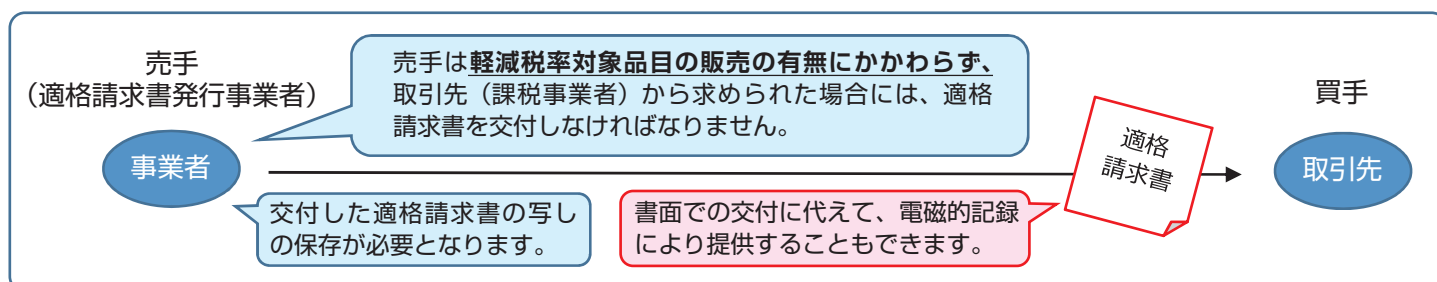 売手
(適格請求書発行事業者)
事業者
売手は軽減税率対象品目の販売の有無にかかわらず、
取引先(課税事業者)から求められた場合には、適格
請求書を交付しなければなりません。
適格
請求書
買手
取引先
交付した適格請求書の写し
の保存が必要となります。
書面での交付に代えて、電磁的記録
により提供することもできます。